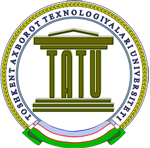 TOSHKENT AXBOROT TEXNOLOGIYALARI UNIVERSITETI
TATU